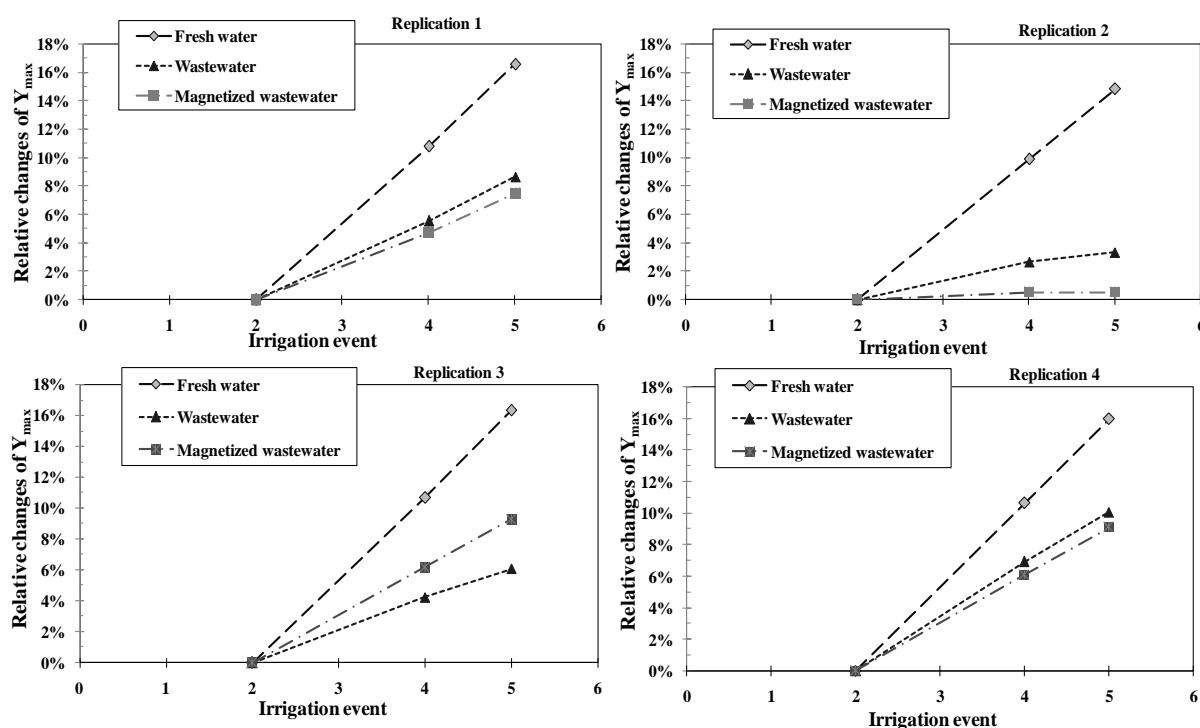 Replication 1
Fresh water
Wastewater
Magnetized wastewater
Relative changes of Ymax
18%
16%
14%
12%
10%
8%
6%
4%
2%
0%
0 1 2 3 4 5 6
Irrigation event
Replication 2
Fresh water
Wastewater
Magnetized wastewater
Relative changes of Ymax
18%
16%
14%
12%
10%
8%
6%
4%
2%
0%
0 1 2 3 4 5 6
Irrigation event
Replication 3
Fresh water
Wastewater
Magnetized wastewater
Relative changes of Ymax
18%
16%
14%
12%
10%
8%
6%
4%
2%
0%
0 1 2 3 4 5 6
Irrigation event
Replication 4
Fresh water
Wastewater
Magnetized wastewater
Relative changes of Ymax
18%
16%
14%
12%
10%
8%
6%
4%
2%
0%
0 1 2 3 4 5 6
Irrigation event